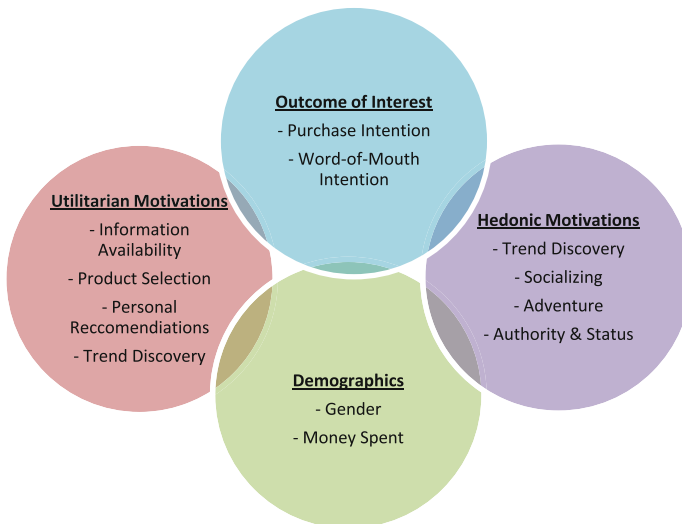 Outcome of Interest
- Purchase Intention
- Word-of-Mouth
Intention
Utilitarian Motivations
- Information
Availability
- Product Selection
- Personal
Reccomendiations
- Trend Discovery
Hedonic Motivations
- Trend Discovery
- Socializing
- Adventure
- Authority & Status
Demographics
- Gender
- Money Spent